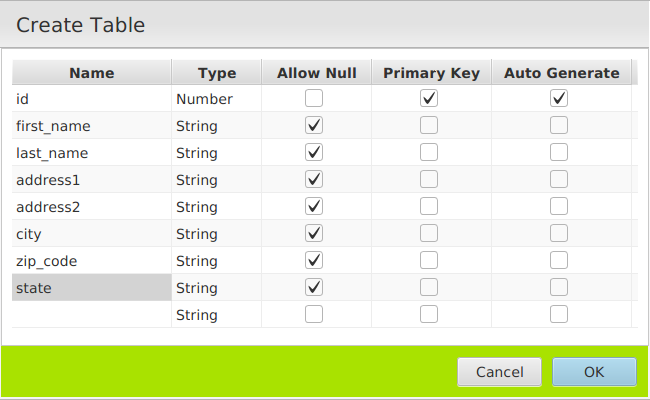 Create Table
Name Type Allow Null Primary Key Auto Generate
id Number
first_name String
last_name String
address1 String
address2 String
city String
zip_code String
state String
String
Cancel OK